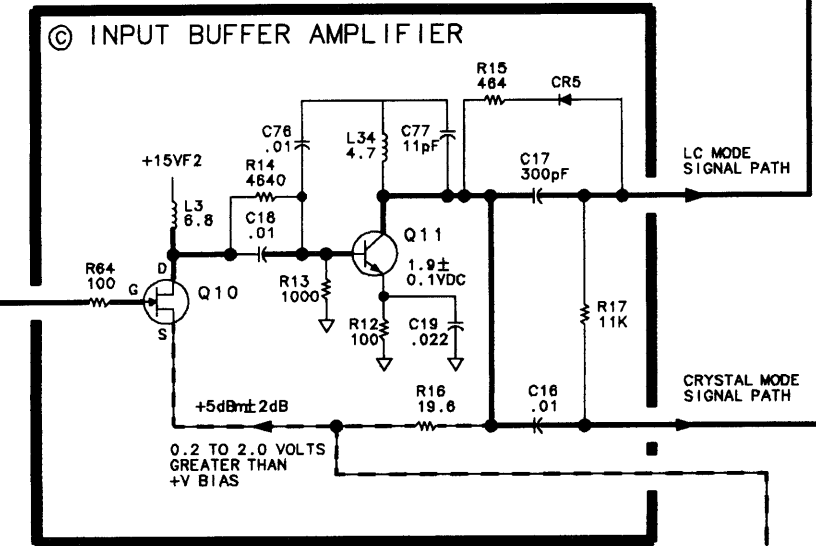 © INPUT BUFFER AMPLIFIER
R15
464
CR5
C76
.01
L34
4.7
C77
11pF
+15VF2
R14
4640
C17
300pF
LC MODE
SIGNAL PATH
L3
6.8
C18
.01
Q11
1.9±
0.1VDC
D
R64
100
G
Q10
R13
1000
S
R12
100
C19
.022
R17
11K
+5dBm±2dB
R16
19.6
C16
.01
CRYSTAL MODE
SIGNAL PATH
0.2 TO 2.0 VOLTS
GREATER THAN
+V BIAS